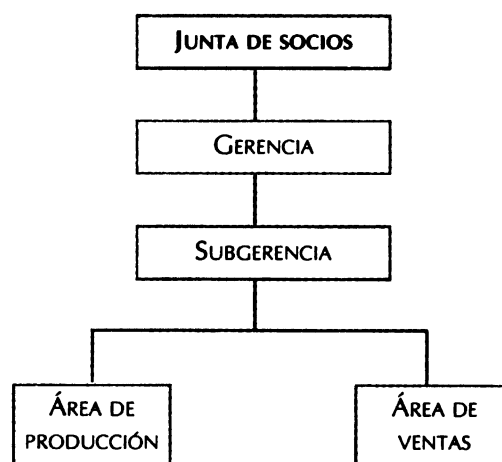 JUNTA DE SOCIOS
GERENCIA
SUBGERENCIA
ÁREA DE
PRODUCCIÓN
ÁREA DE
VENTAS